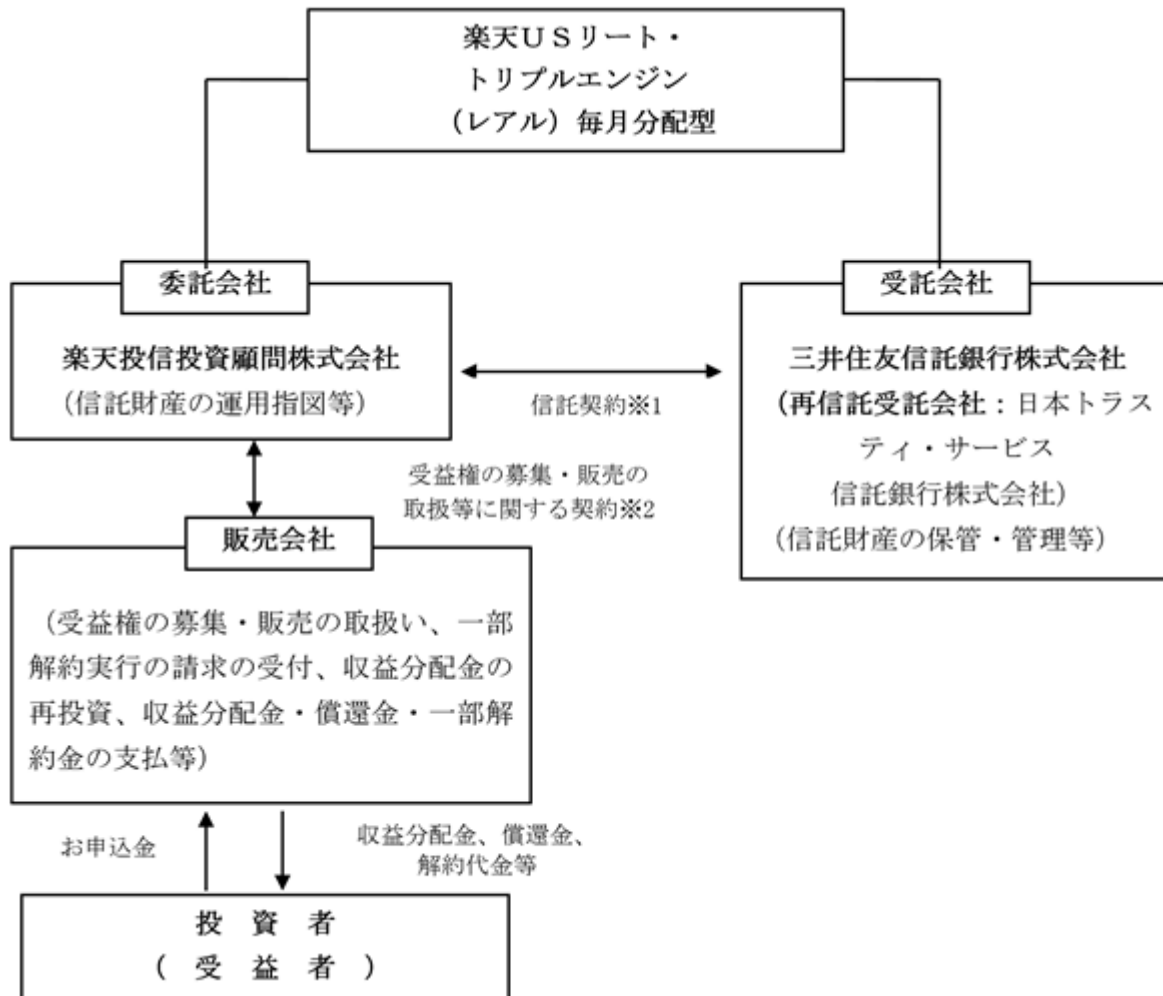 楽天ＵＳリート・
トリプルエンジン
（レアル）毎月分配型
委託会社
楽天投信投資顧問株式会社
（信託財産の運用指図等）
信託契約※1
受託会社
三井住友信託銀行株式会社
（再信託受託会社：日本トラス
ティ・サービス
信託銀行株式会社）
（信託財産の保管・管理等）
受益権の募集・販売の
取扱等に関する契約※2
販売会社
（受益権の募集・販売の取扱い、一部
解約実行の請求の受付、収益分配金の
再投資、収益分配金・償還金・一部解
約金の支払等）
お申込金
収益分配金、償還金、
解約代金等
投　資　者
（　受　益　者　）